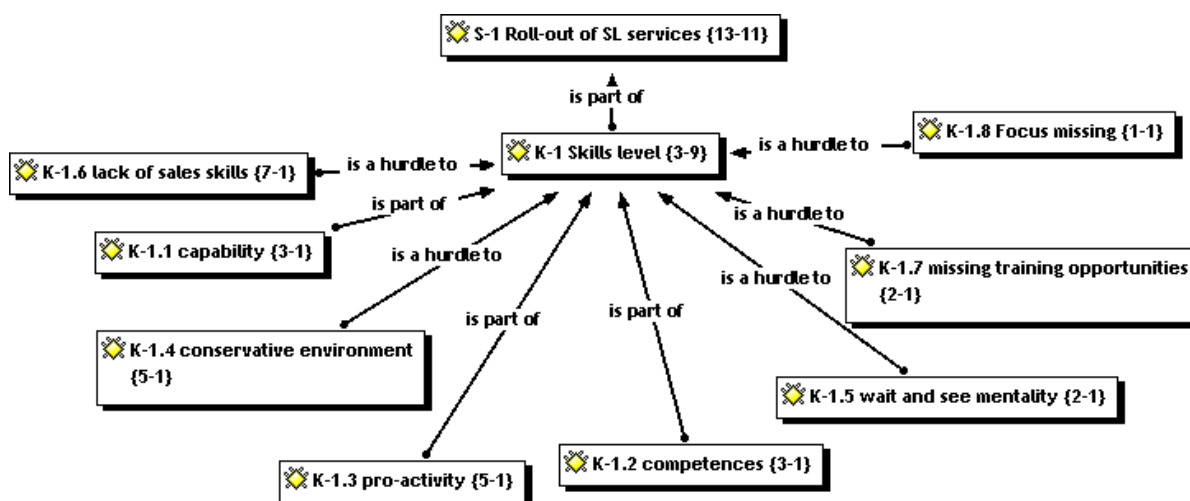 S-1 Roll-out of SL services {13-11}
is part of
K-1.8 Focus missing {1-1}
K-1 Skills level {3-9}
is a hurdle to
is a hurdle to
K-1.6 lack of sales skills {7-1}
is part of
is a hurdle to
K-1.1 capability {3-1}
is a hurdle to
K-1.7 missing training opportunities
{2-1}
is a hurdle to
is part of
is part of
K-1.4 conservative environment
{5-1}
K-1.5 wait and see mentality {2-1}
K-1.2 competences {3-1}
K-1.3 pro-activity {5-1}